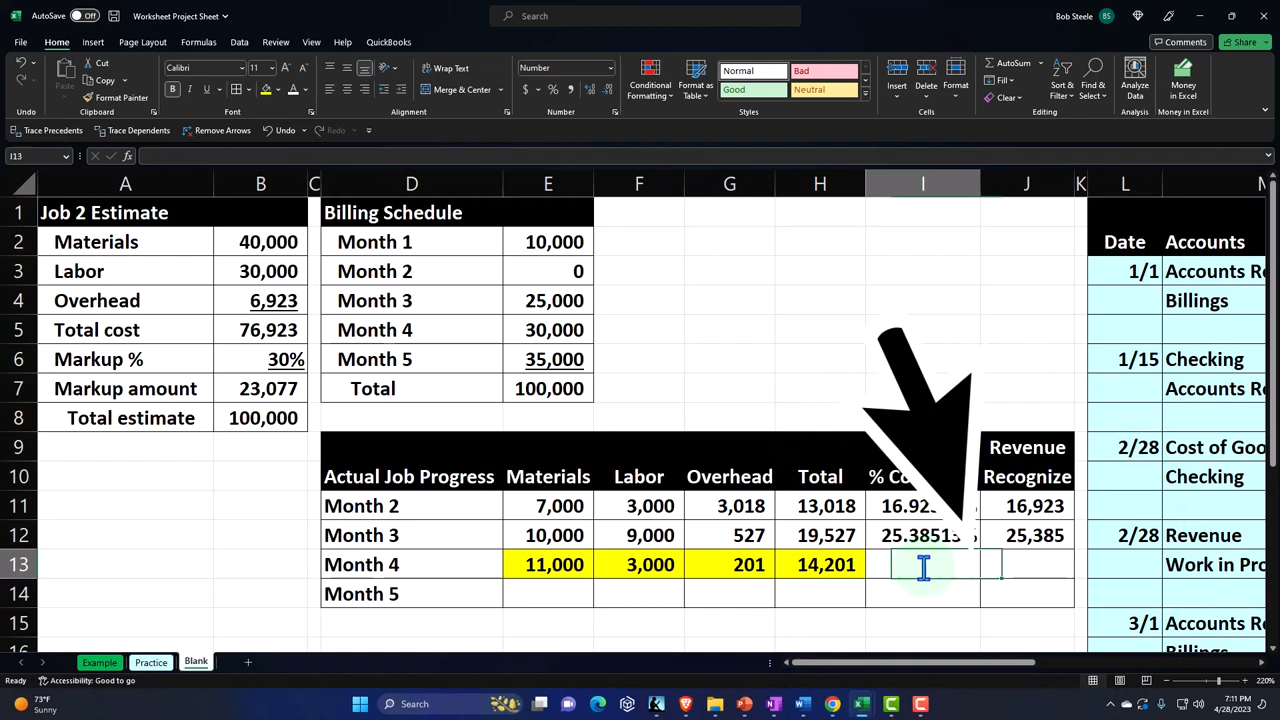 AutoSave Off Worksheet Project Sheet Search Bob Steele BS
File Home Insert Page Layout Formulas Data Review View Help QuickBooks Comments Share
Undo
Paste
Cut
Copy
Format Painter
Clipboard
Calibri 11
B I U
Font
Wrap Text
Merge & Center
Alignment
Number
$ % ,
Number
Conditional Formatting
Format as Table
Normal Bad
Good Neutral
Styles
Insert Delete Format
Cells
AutoSum
Fill
Clear
Sort & Filter
Find & Select
Editing
Analyze Data
Analysis
Money in Excel
Money in Excel
Trace Precedents Trace Dependents Remove Arrows Undo Redo
I13 fx
A B C D E F G H I J K L M
1 Job 2 Estimate Billing Schedule
2 Materials 40,000 Month 1 10,000 Date Accounts
3 Labor 30,000 Month 2 0 1/1 Accounts Re
4 Overhead 6,923 Month 3 25,000 Billings
5 Total cost 76,923 Month 4 30,000
6 Markup % 30% Month 5 35,000 1/15 Checking
7 Markup amount 23,077 Total 100,000 Accounts Re
8 Total estimate 100,000
9 Revenue 2/28 Cost of Goo
10 Actual Job Progress Materials Labor Overhead Total % Co Recognize Checking
11 Month 2 7,000 3,000 3,018 13,018 16.92 16,923
12 Month 3 10,000 9,000 527 19,527 25.38513% 25,385 2/28 Revenue
13 Month 4 11,000 3,000 201 14,201 Work in Pro
14 Month 5
15 3/1 Accounts Re
Billings
Example Practice Blank
Ready Accessibility: Good to go 220%
73°F
Sunny
Search
7:11 PM
4/28/2023